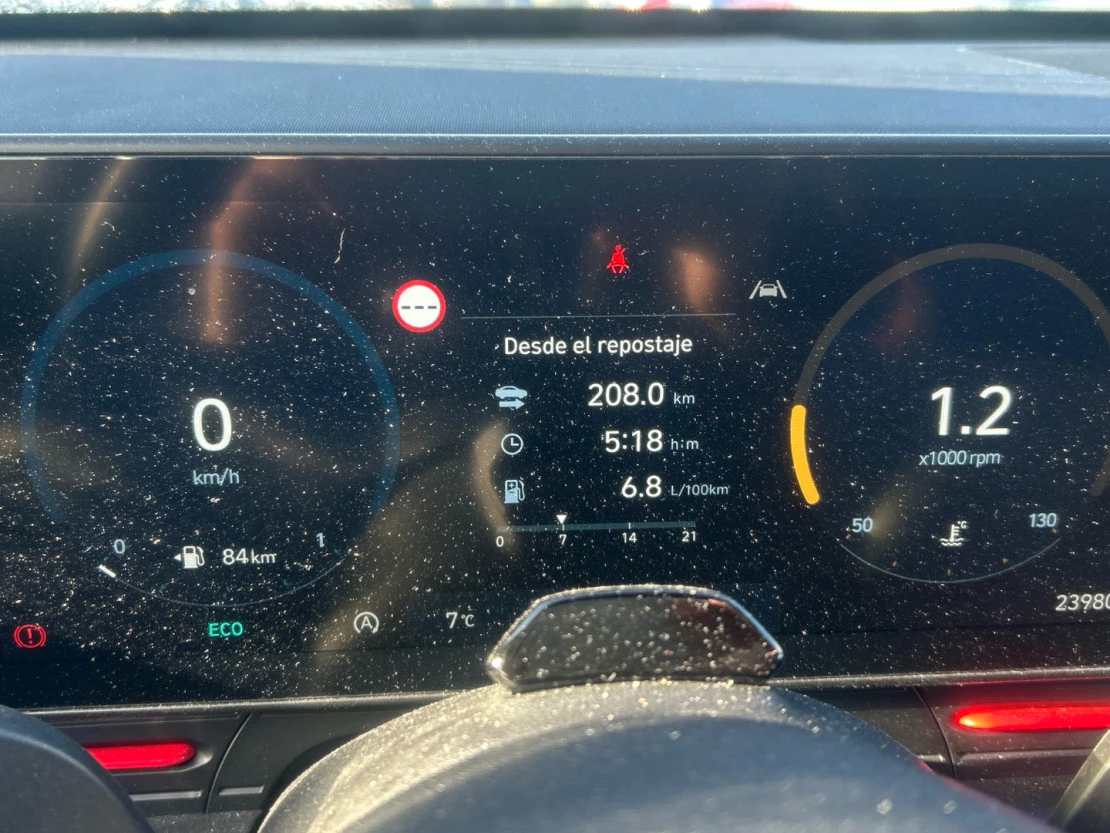 Desde el repostaje
208.0 km
5:18 h:m
6.8 L/100km
0 7 14 21
0
km/h
0 1
84 km
ECO
A
7°C
1.2
x1000 rpm
50 °C 130
23980